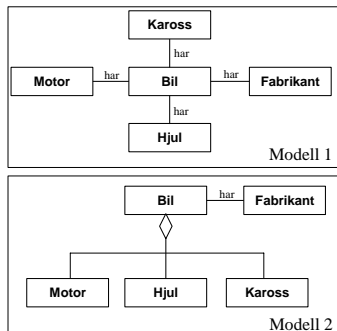 Kaross
har
Motor har Bil har Fabrikant
har
Hjul
Modell 1
Bil har Fabrikant
Motor Hjul Kaross
Modell 2